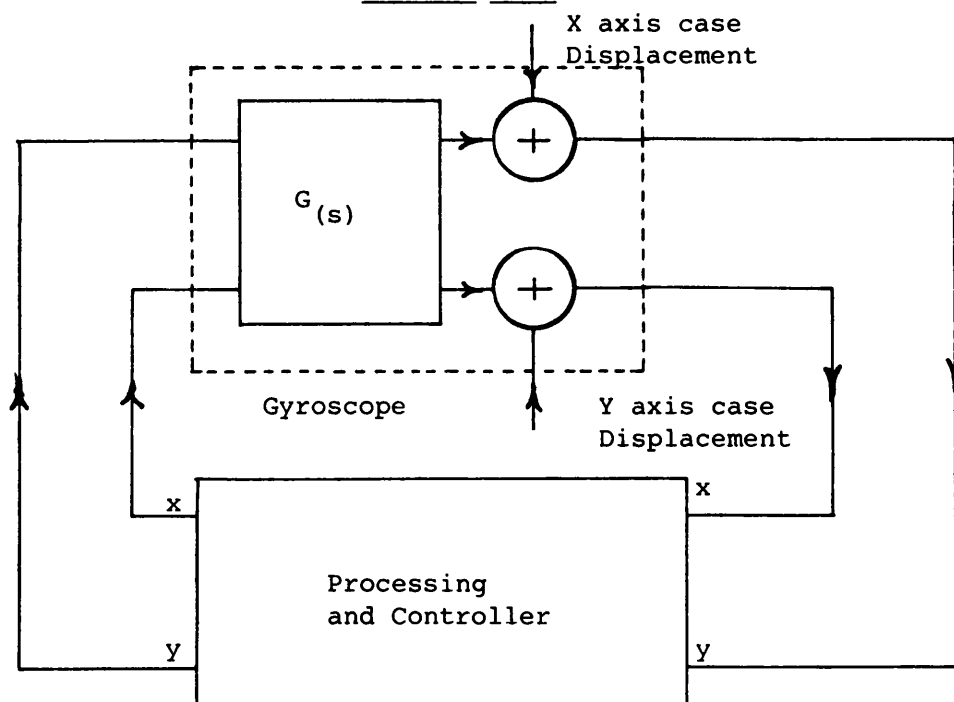 X axis case
Displacement
+
G(s)
+
Gyroscope
Y axis case
Displacement
x
x
Processing
and Controller
y
y